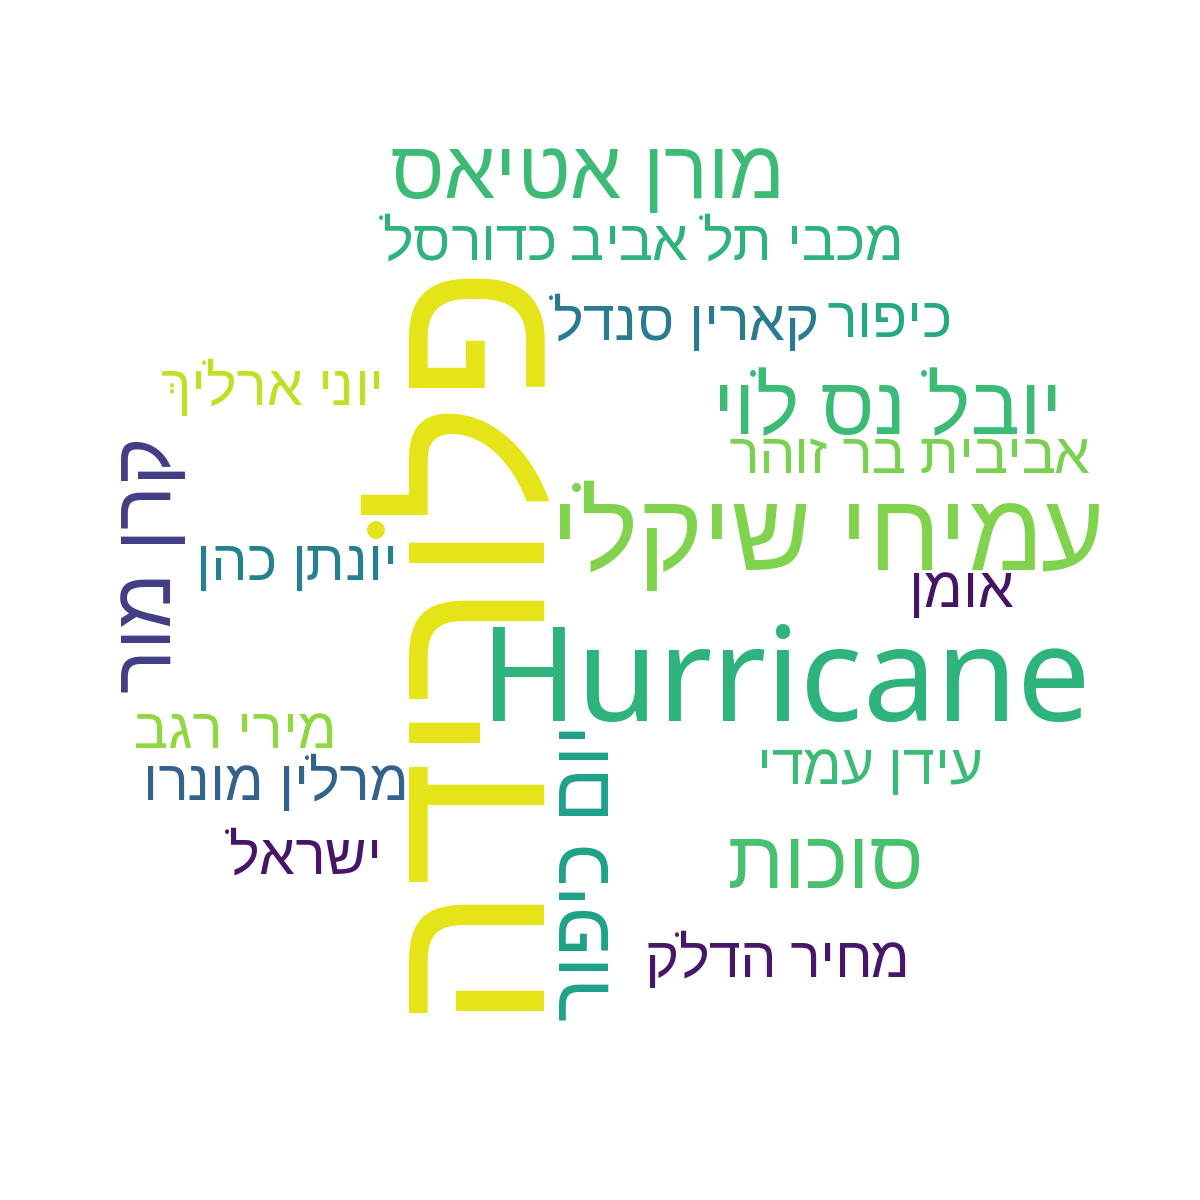 מורן אטיאס
מכבי תל אביב כדורסל
קארין סנדל
כיפור
יוני ארליך
יובל נס לוי
אביבית בר זוהר
פלורידה
קרן מור
עמיחי שיקלי
יונתן כהן
אומן
Hurricane
מירי רגב
יום כיפור
עידן עמדי
מרלין מונרו
ישראל
סוכות
מחיר הדלק